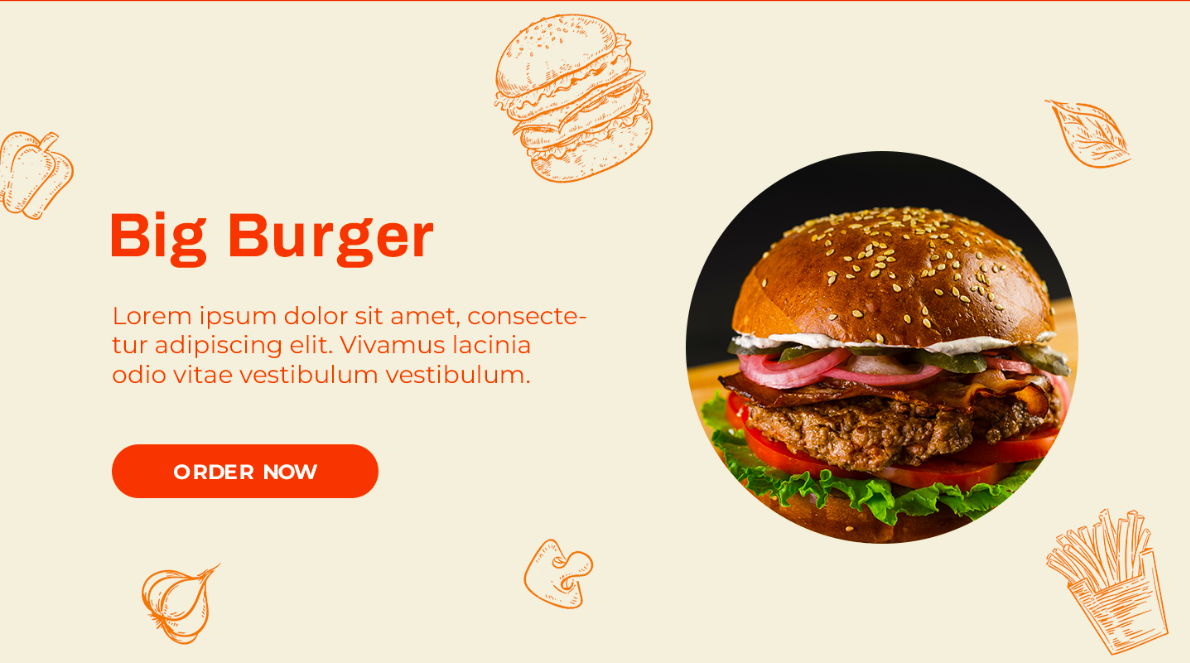 Big Burger
Lorem ipsum dolor sit amet, consecte-
tur adipiscing elit. Vivamus lacinia
odio vitae vestibulum vestibulum.
ORDER NOW